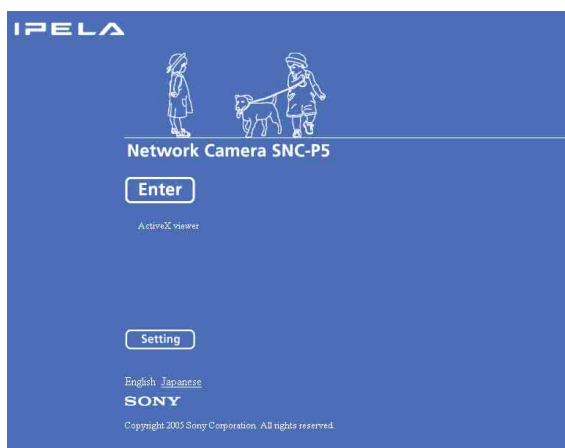 IPELA
Network Camera SNC-P5
Enter
ActiveX viewer
Setting
English Japanese
SONY
Copyright 2005 Sony Corporation. All rights reserved.